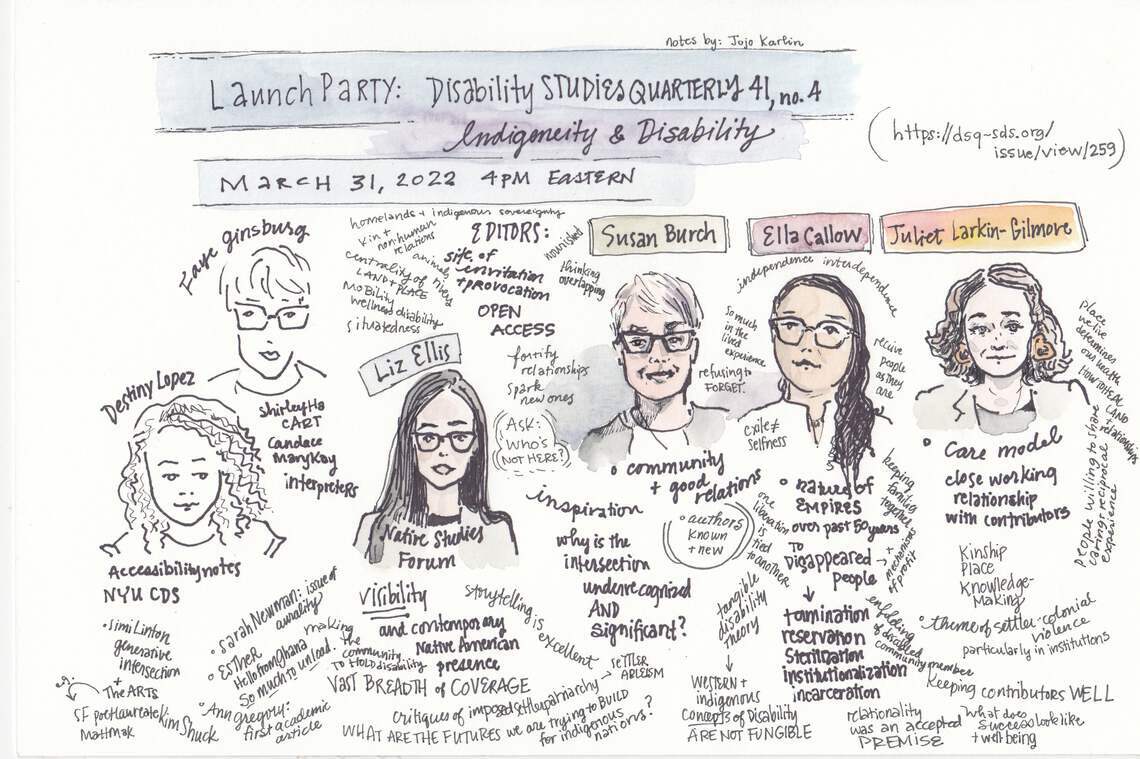 notes by: Jojo Karlin
Launch Party: Disability Studies Quarterly 41, no. 4
Indigeneity & Disability
(https://dsq-sds.org/
issue/view/259)
March 31, 2022 4pm Eastern
Faye Ginsburg
homelands + indigenous sovereignty
kin +
non-human
relations
animals
rivers
centrality of
LAND + PLACE
Mobility
wellness disability
situatedness
EDITORS:
site of
invitation
+ provocation
OPEN
ACCESS
fortify
relationships
spark
new ones
ASK:
WHO'S
NOT HERE?
nourished
thinking
overlapping
Susan Burch
Ella Callow
Juliet Larkin-Gilmore
independence interdependence
so much
in the
lived
experience
refusing to
FORGET
exile ≠
selfness
receive
people
as they
are
place
we live
determines
our health
HOW TO HEAL LAND
+ relationships
people willing to share
caring, reciprocal
experience
Destiny Lopez
Shirley Ha
CART
Candace
Mary Kay
interpreters
Liz Ellis
Accessibility notes
NYU CDS
• Simi Linton
generative
intersection
+
The ARTS
e.g.
SF poet laureate
Kim Shuck
Matt Mak
• Sarah Newman: issue of
• ESTHER
Hello from Ghana
So much to unload.
• Ann Gregory:
first academic
article
Native Studies
Forum
visibility
and contemporary
Native American
presence
making
the
community
TO HOLD disability
VAST BREADTH of COVERAGE
storytelling is excellent
critiques of imposed settler patriarchy → SETTLER
ABLEISM
WHAT ARE THE FUTURES we are trying to BUILD
for indigenous
nations?
inspiration
• community
+ good
relations
• authors
known
+ new
why is the
intersection
underrecognized
AND
significant?
one
liberation
is
tied
to another
tangible
disability
theory
WESTERN +
indigenous
Concepts of Disability
ARE NOT FUNGIBLE
• nature of
EMPIRES
over past 50 years
TO
Disappeared
people
→ termination
reservation
Sterilization
institutionalization
incarceration
keeping
families
together
+
mechanisms
of profit
enfolding
of disabled
community member
• Care model
close working
relationship
with contributors
Kinship
Place
Knowledge-
Making
• theme of settler-colonial
violence
particularly in institutions
keeping contributors WELL
relationality
was an accepted
PREMISE
What does
success look like
+ well being